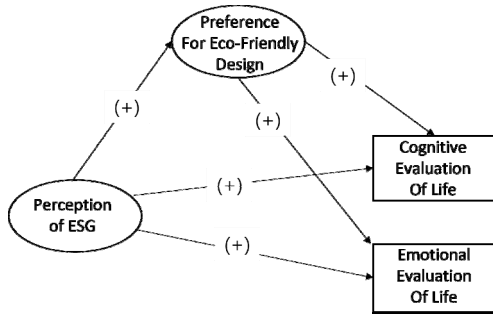 Preference
For Eco-Friendly
Design
(+)
(+)
(+)
Cognitive
Evaluation
Of Life
(+)
Perception
of ESG
(+)
Emotional
Evaluation
Of Life